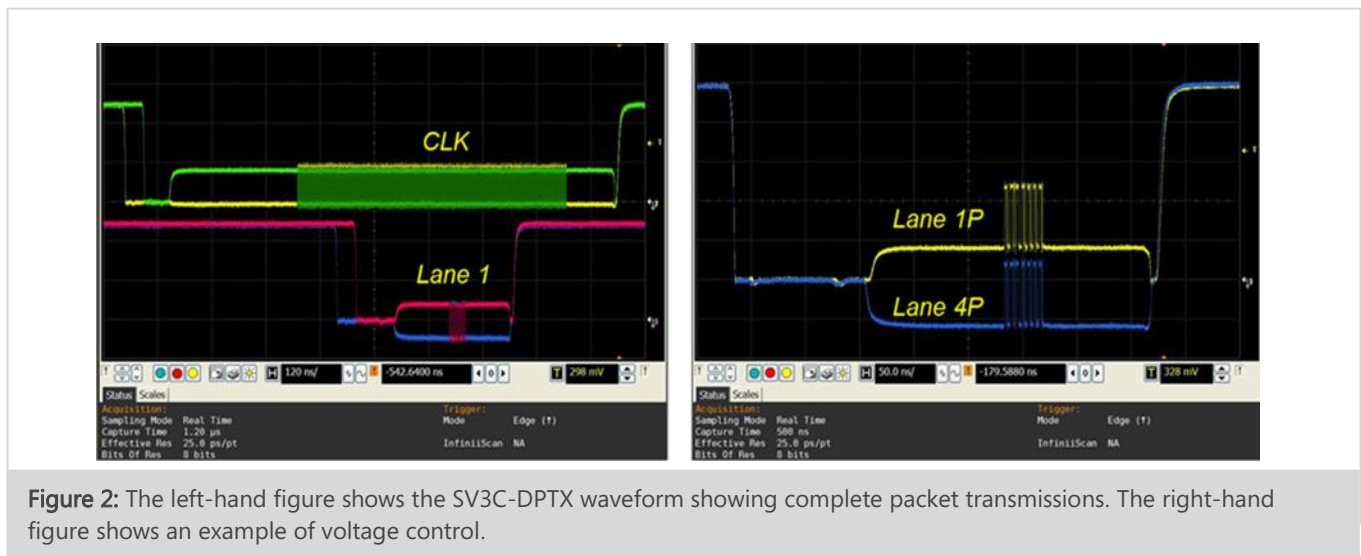 CLK
Lane 1
H 120 ns/ -542.6400 ns 0 T 298 mV
Status Scales
Acquisition: Trigger:
Sampling Mode Real Time Mode Edge (↑)
Capture Time 1.20 µs
Effective Res 25.0 ps/pt InfiniiScan NA
Bits Of Res 8 bits
Lane 1P
Lane 4P
H 50.0 ns/ -179.5880 ns 0 T 328 mV
Status Scales
Acquisition: Trigger:
Sampling Mode Real Time Mode Edge (↑)
Capture Time 500 ns
Effective Res 25.0 ps/pt InfiniiScan NA
Bits Of Res 8 bits
Figure 2: The left-hand figure shows the SV3C-DPTX waveform showing complete packet transmissions. The right-hand
figure shows an example of voltage control.